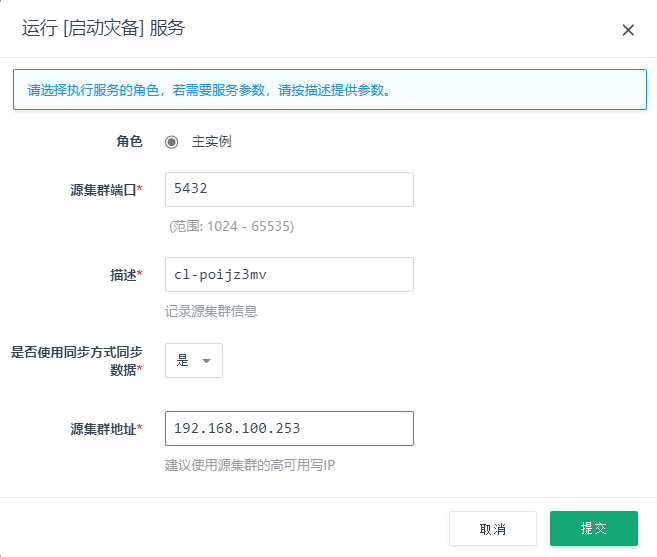 运行 [启动灾备] 服务
请选择执行服务的角色，若需要服务参数，请按描述提供参数。
角色 主实例
源集群端口* 5432
(范围: 1024 - 65535)
描述* cl-poijz3mv
记录源集群信息
是否使用同步方式同步
数据* 是
源集群地址* 192.168.100.253
建议使用源集群的高可用写IP
取消 提交